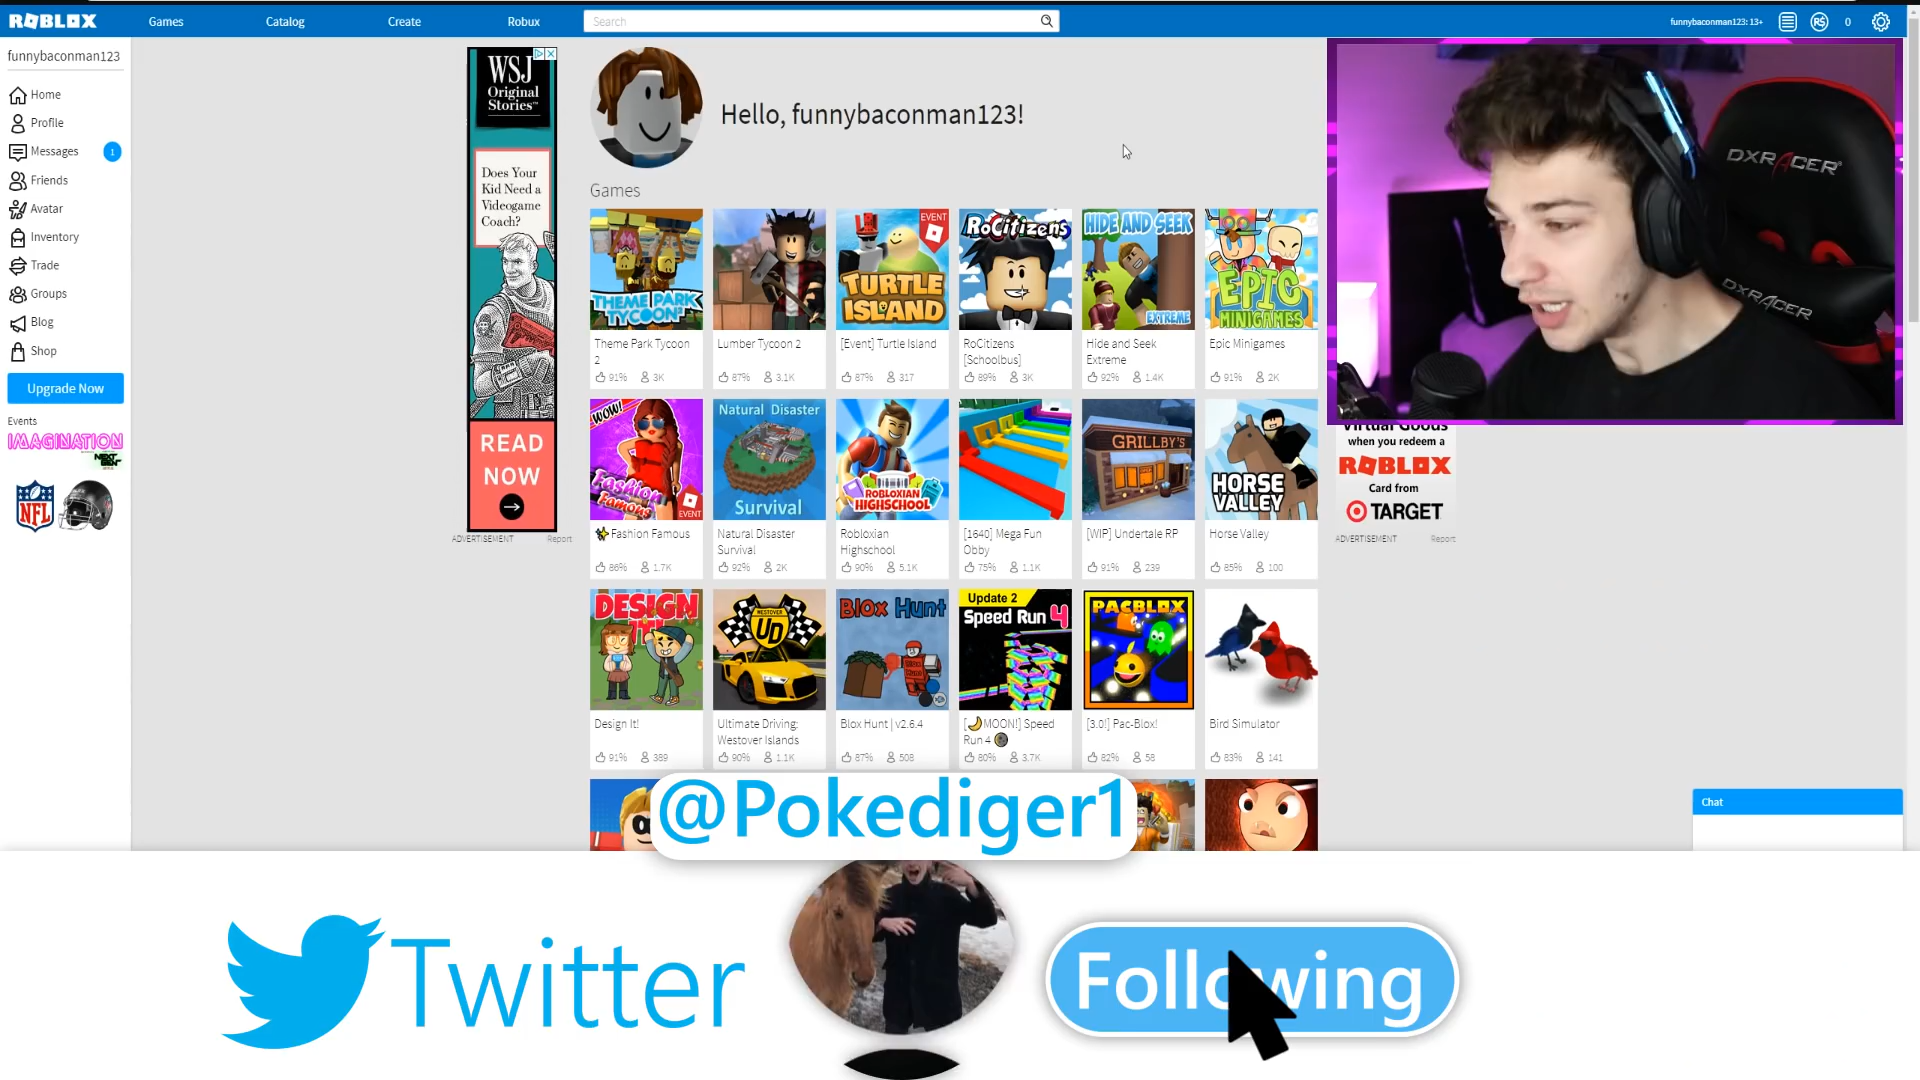 ROBLOX
Games
Catalog
Create
Robux
Search
funnybaconman123: 13+
R$
0
funnybaconman123
Home
Profile
Messages
1
Friends
Avatar
Inventory
Trade
Groups
Blog
Shop
Upgrade Now
Events
IMAGINATION
NEXT GEN
NFL
WSJ
Original
Stories™
Does Your
Kid Need a
Videogame
Coach?
READ
NOW
ADVERTISEMENT
Report
Hello, funnybaconman123!
Games
THEME PARK
TYCOON 2
EVENT
TURTLE
ISLAND
RoCitizens
HIDE AND SEEK
EXTREME
EPIC
MINIGAMES
Theme Park Tycoon
2
Lumber Tycoon 2
[Event] Turtle Island
RoCitizens
[Schoolbus]
Hide and Seek
Extreme
Epic Minigames
91% 3K
87% 3.1K
87% 317
89% 3K
92% 1.4K
91% 2K
WOW!
Fashion
Famous
EVENT
Natural Disaster
Survival
ROBLOXIAN
HIGHSCHOOL
GRILLBY'S
HORSE
VALLEY
✨Fashion Famous
Natural Disaster
Survival
Robloxian
Highschool
[1640] Mega Fun
Obby
[WIP] Undertale RP
Horse Valley
86% 1.7K
92% 2K
90% 5.1K
75% 1.1K
91% 239
85% 100
DESIGN
IT!
WESTOVER
UD
Blox Hunt
Update 2
Speed Run 4
PACBLOX
Design It!
Ultimate Driving:
Westover Islands
Blox Hunt | v2.6.4
[🌙MOON!] Speed
Run 4 🌑
[3.0!] Pac-Blox!
Bird Simulator
91% 389
90% 1.1K
87% 508
80% 3.7K
82% 58
83% 141
DXRACER
DXRACER
Virtual Goods
when you redeem a
ROBLOX
Card from
TARGET
ADVERTISEMENT
Report
Chat
@Pokediger1
Twitter
Following